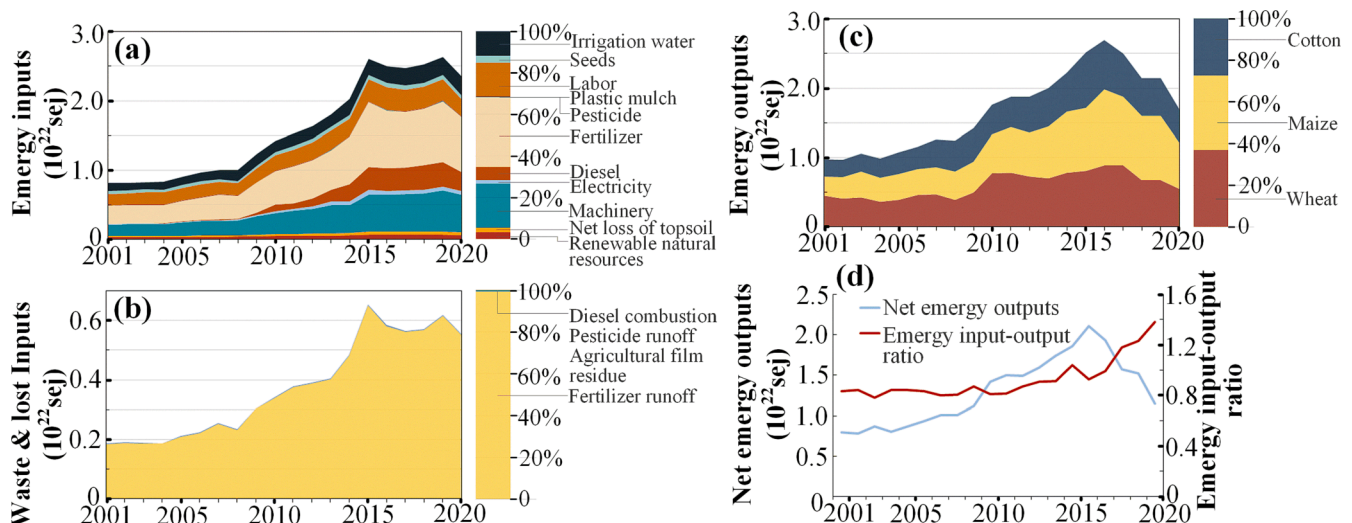 (a)
Emergy inputs
(10²²sej)
3.0
2.0
1.0
0
2001
2005
2010
2015
2020
100%
80%
60%
40%
20%
0
Irrigation water
Seeds
Labor
Plastic mulch
Pesticide
Fertilizer
Diesel
Electricity
Machinery
Net loss of topsoil
Renewable natural
resources
(c)
Emergy outputs
(10²²sej)
3.0
2.0
1.0
0
2001
2005
2010
2015
2020
100%
80%
60%
40%
20%
0
Cotton
Maize
Wheat
(b)
Waste & lost Inputs
(10²²sej)
0.6
0.4
0.2
0
2001
2005
2010
2015
2020
100%
80%
60%
40%
20%
0
Diesel combustion
Pesticide runoff
Agricultural film
residue
Fertilizer runoff
(d)
Net emergy outputs
(10²²sej)
2.5
2.0
1.5
1.0
0.5
0
Net emergy outputs
Emergy input-output
ratio
2001
2005
2010
2015
2020
1.6
1.2
0.8
0.4
0
Emergy input-output
ratio